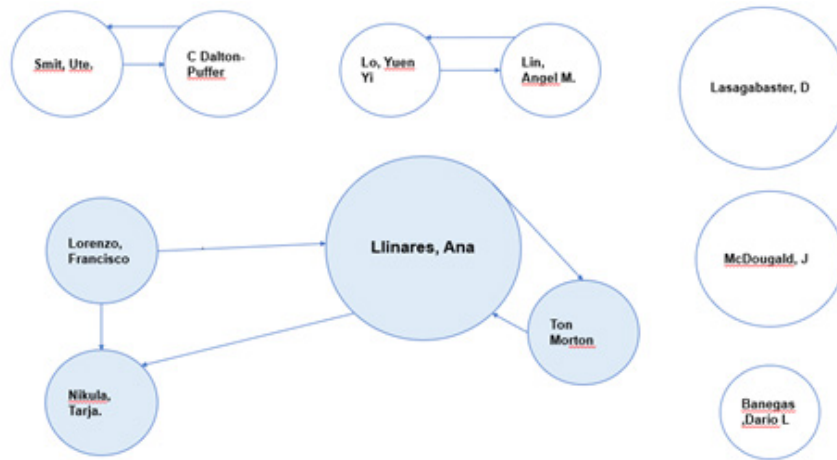 Smit, Ute.
C Dalton-
Puffer
Lo, Yuen
Yi
Lin,
Angel M.
Lasagabaster, D
Lorenzo,
Francisco
Llinares, Ana
McDougald, J
Ton
Morton
Nikula,
Tarja.
Banegas
,Dario L